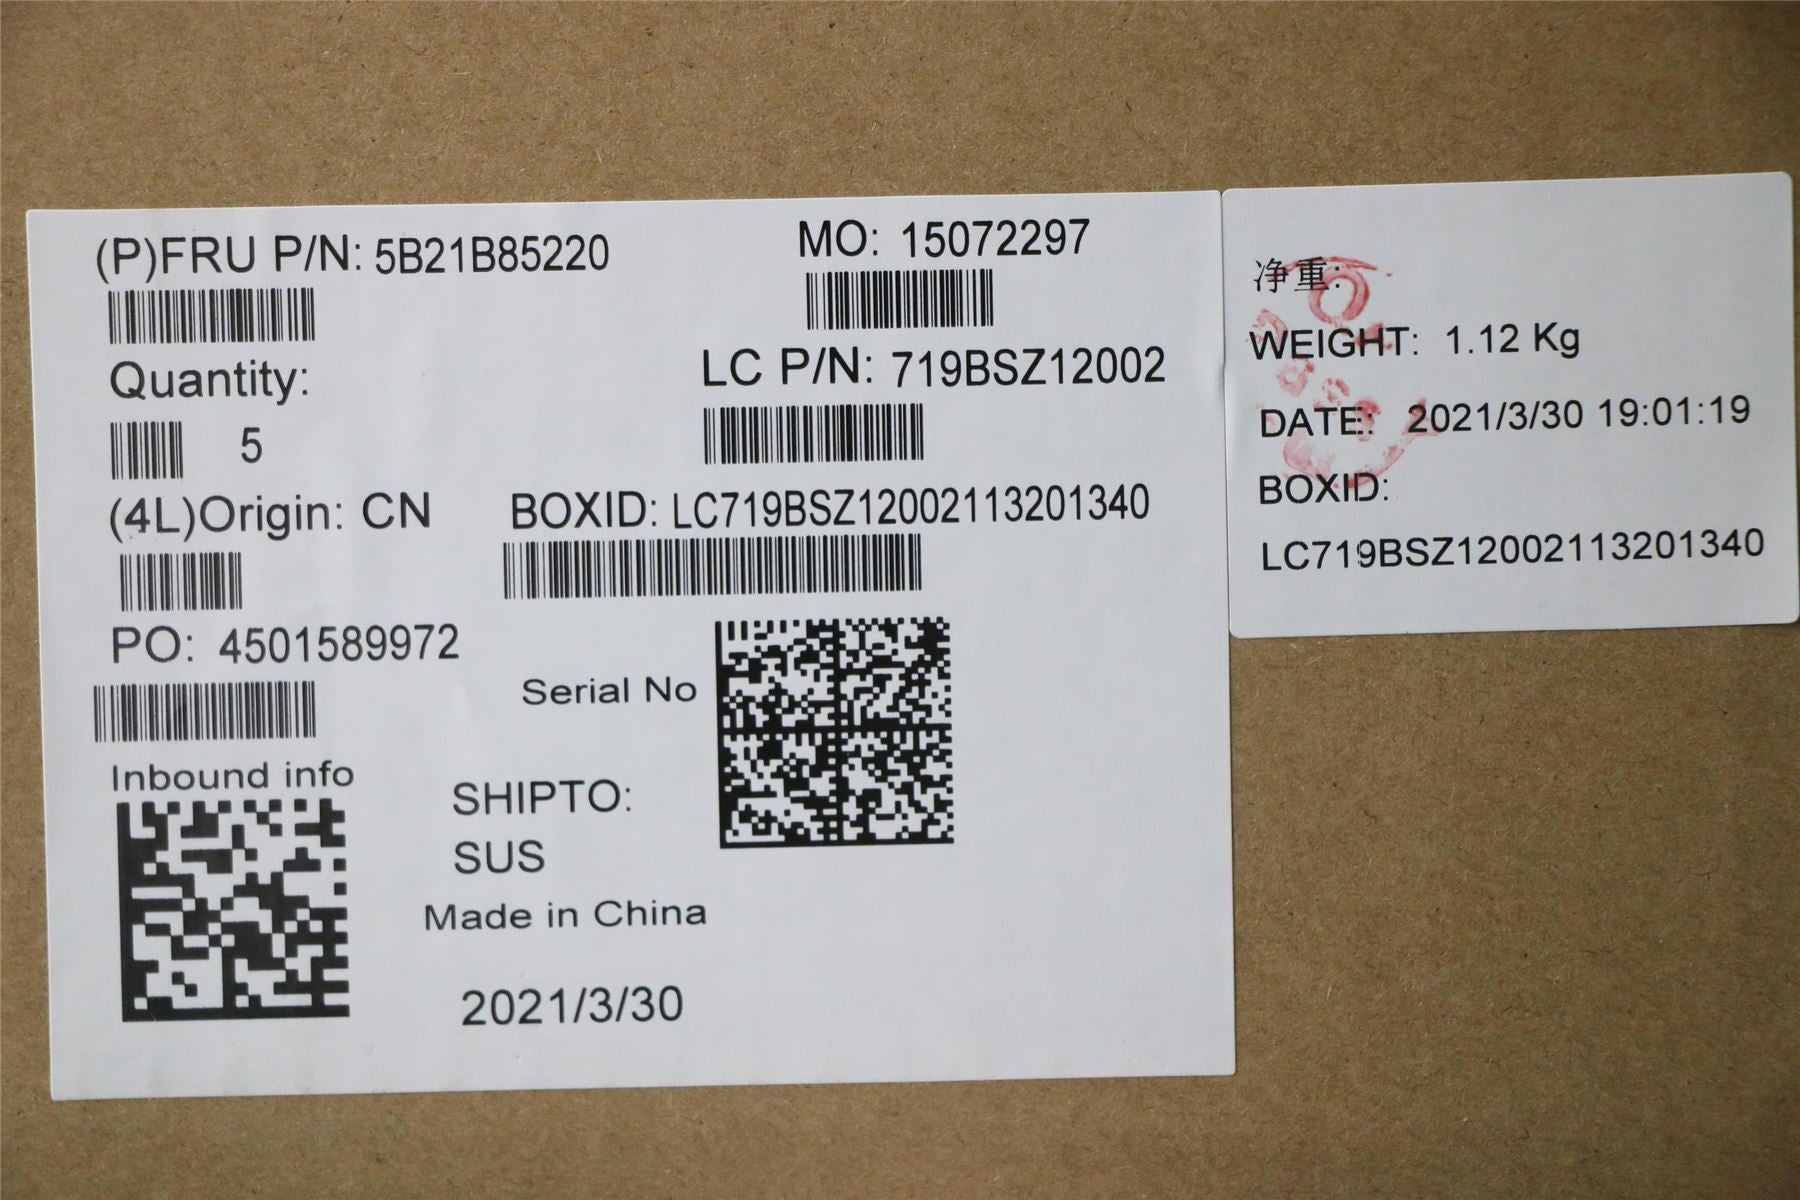 (P)FRU P/N: 5B21B85220
MO: 15072297
Quantity:
5
LC P/N: 719BSZ12002
(4L)Origin: CN
BOXID: LC719BSZ12002113201340
PO: 4501589972
Serial No
Inbound info
SHIPTO:
SUS
Made in China
2021/3/30
净重:
WEIGHT: 1.12 Kg
DATE: 2021/3/30 19:01:19
BOXID:
LC719BSZ12002113201340